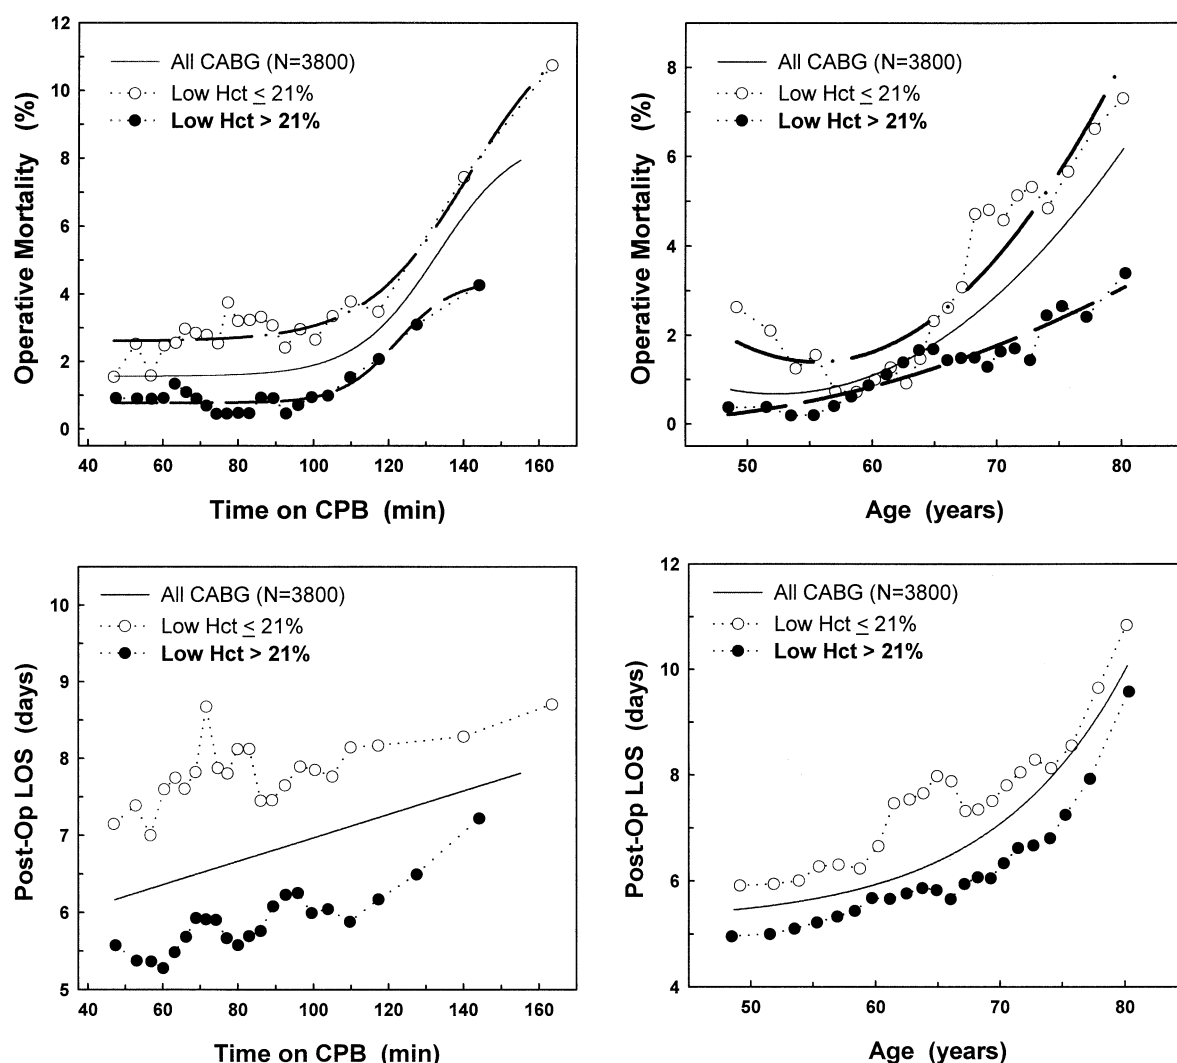 12
10
8
6
4
2
0
Operative Mortality (%)
All CABG (N=3800)
Low Hct ≤ 21%
Low Hct > 21%
40 60 80 100 120 140 160
Time on CPB (min)
8
6
4
2
0
Operative Mortality (%)
All CABG (N=3800)
Low Hct ≤ 21%
Low Hct > 21%
50 60 70 80
Age (years)
10
9
8
7
6
5
Post-Op LOS (days)
All CABG (N=3800)
Low Hct ≤ 21%
Low Hct > 21%
40 60 80 100 120 140 160
Time on CPB (min)
12
10
8
6
4
Post-Op LOS (days)
All CABG (N=3800)
Low Hct ≤ 21%
Low Hct > 21%
50 60 70 80
Age (years)